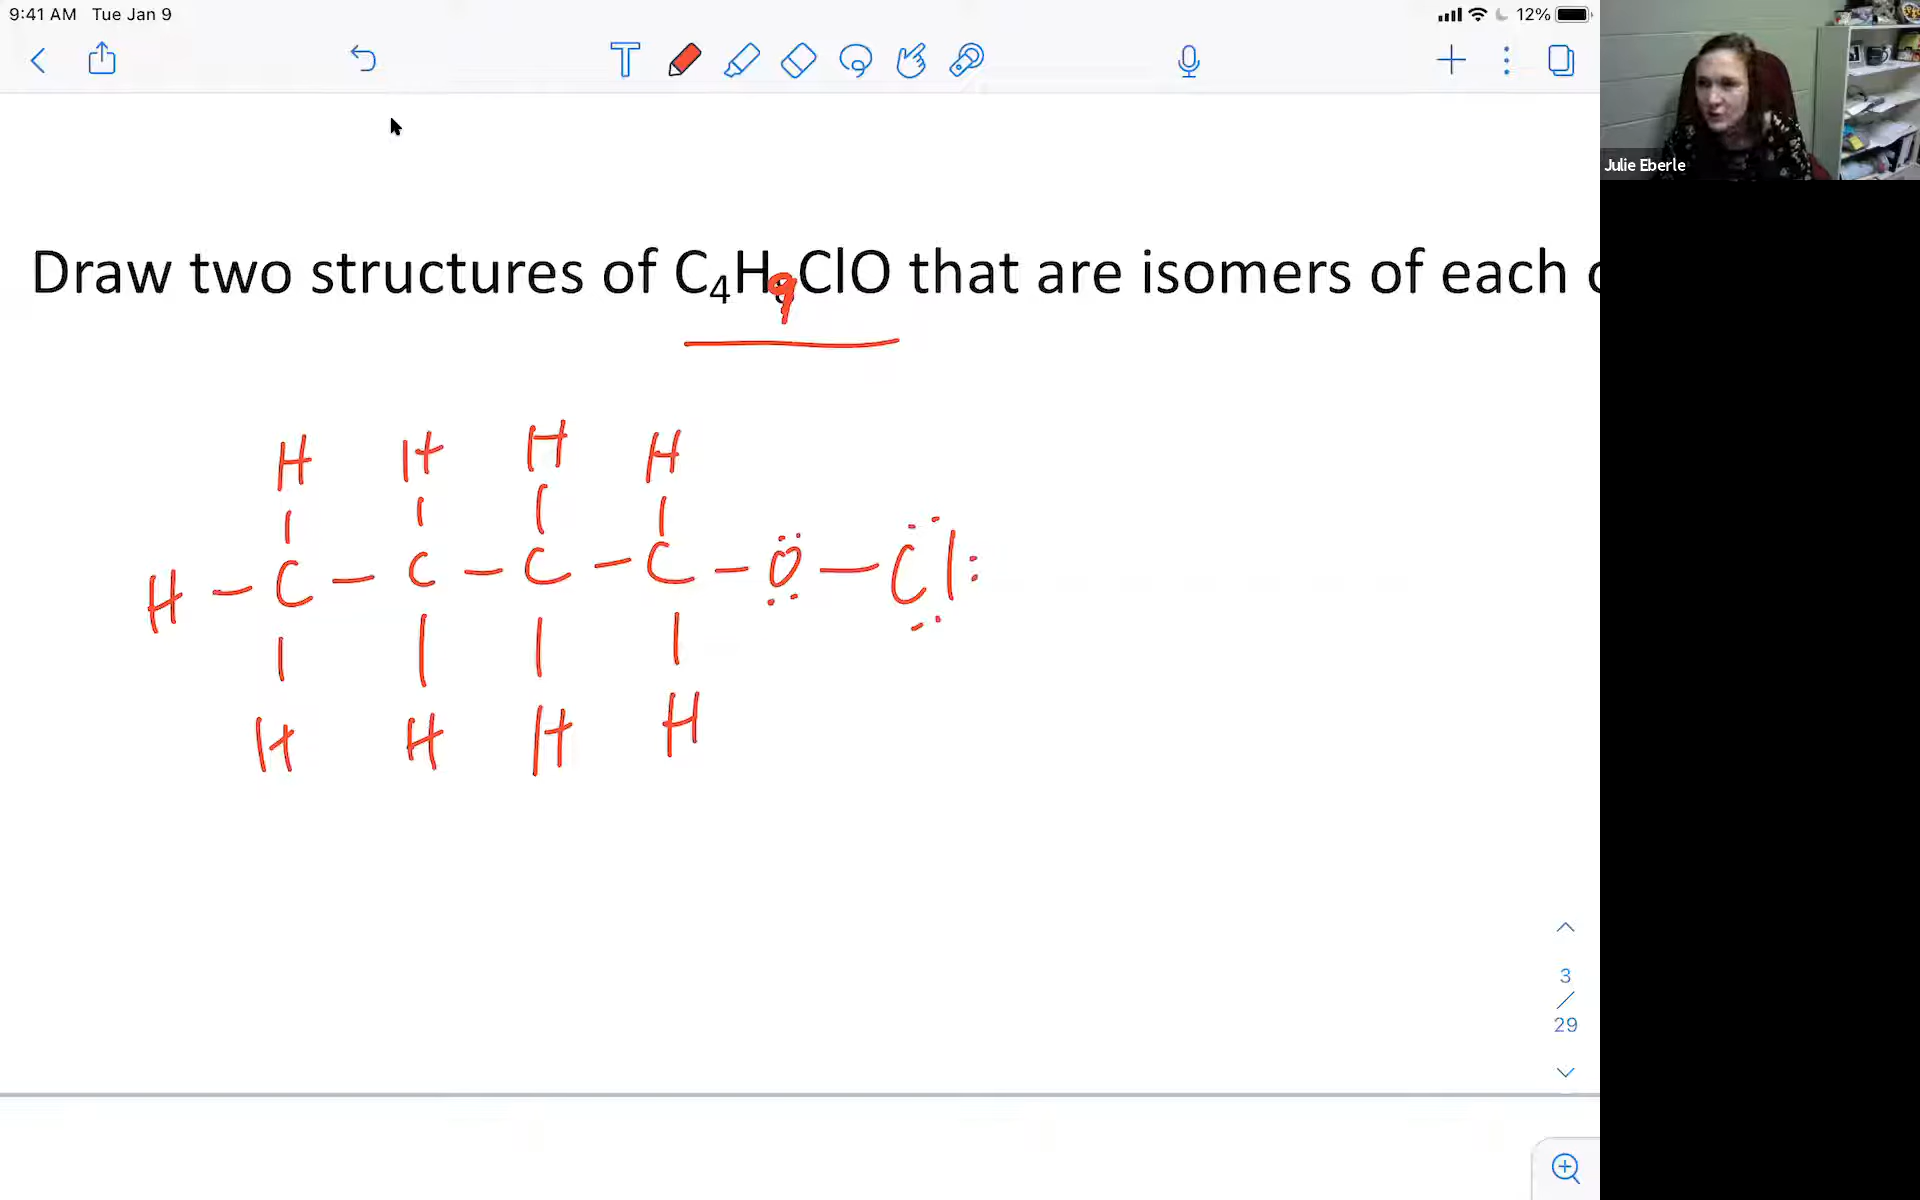 9:41 AM Tue Jan 9
12%
Julie Eberle
Draw two structures of C₄H₉ClO that are isomers of each
H H H H
H – C – C – C – C – O – Cl
H H H H
3
/
29